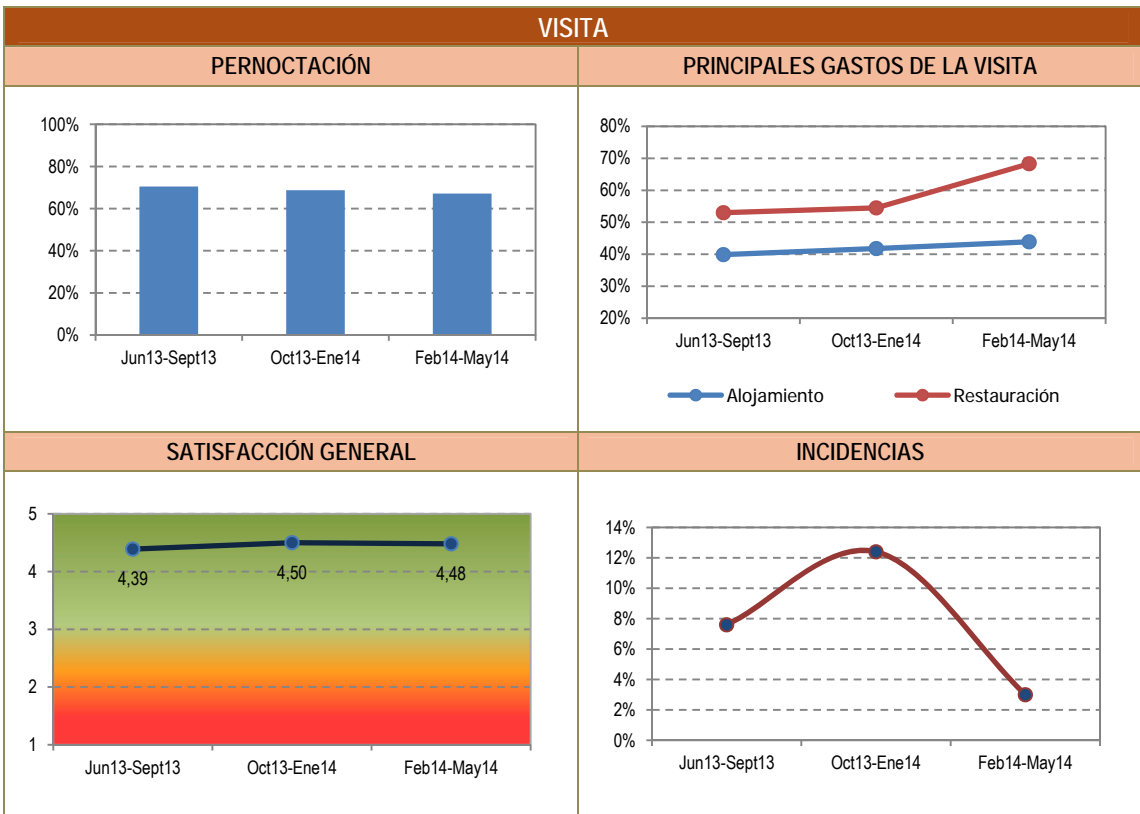 VISITA
PERNOCTACIÓN
PRINCIPALES GASTOS DE LA VISITA
100%
80%
60%
40%
20%
0%
Jun13-Sept13 Oct13-Ene14 Feb14-May14
80%
70%
60%
50%
40%
30%
20%
Jun13-Sept13 Oct13-Ene14 Feb14-May14
Alojamiento Restauración
SATISFACCIÓN GENERAL
INCIDENCIAS
5
4
3
2
1
4,39 4,50 4,48
Jun13-Sept13 Oct13-Ene14 Feb14-May14
14%
12%
10%
8%
6%
4%
2%
0%
Jun13-Sept13 Oct13-Ene14 Feb14-May14